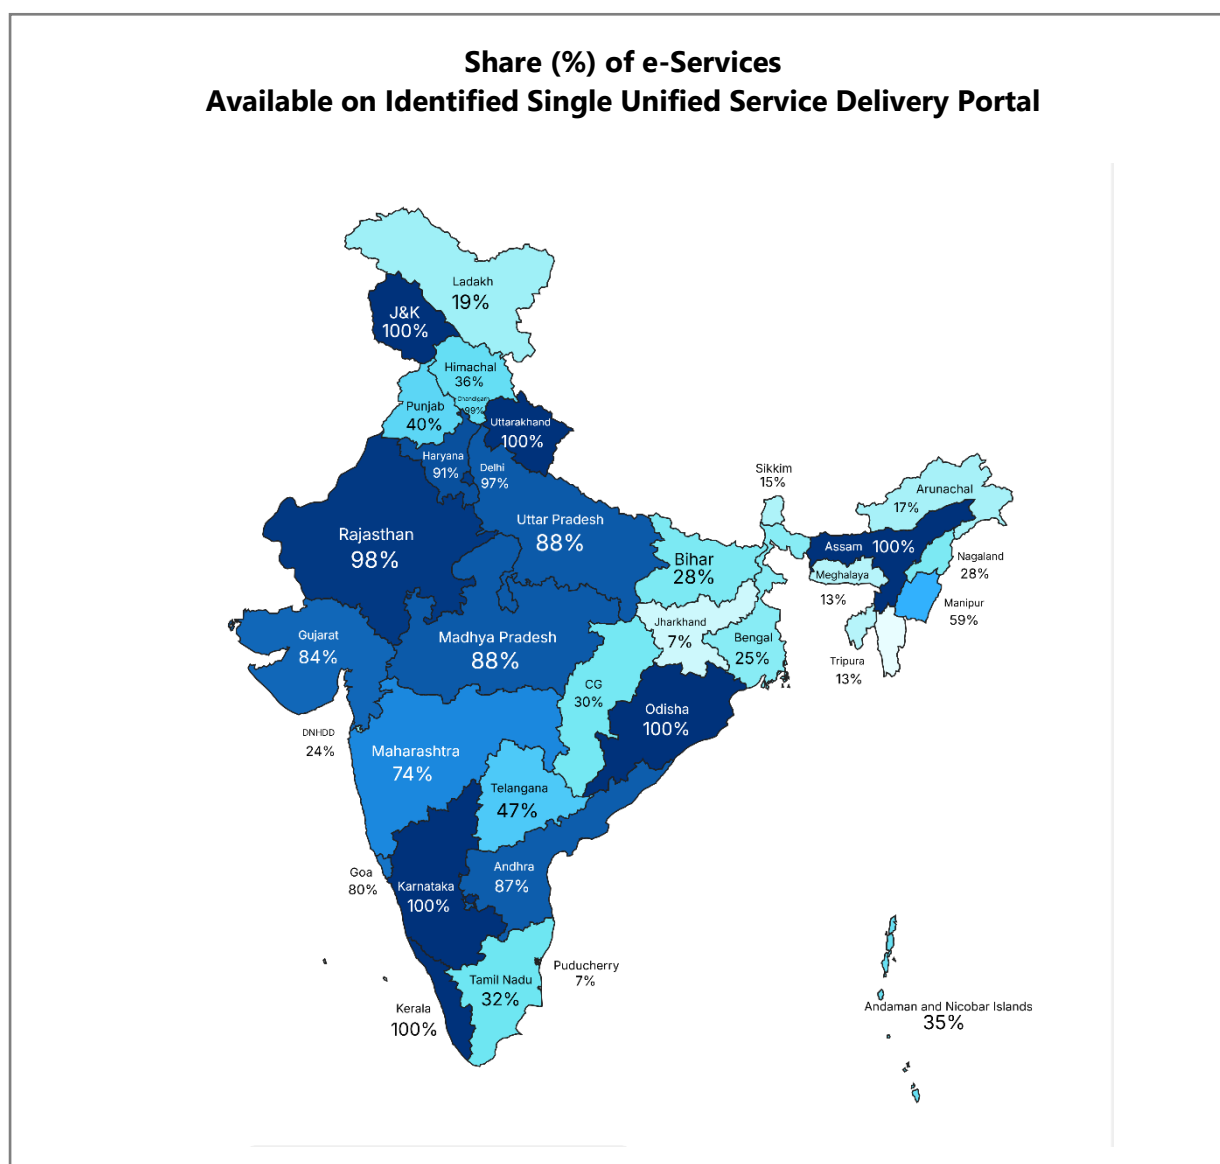 Share (%) of e-Services
Available on Identified Single Unified Service Delivery Portal
Ladakh
19%
J&K
100%
Himachal
36%
Chandigarh
99%
Punjab
40%
Uttarakhand
100%
Haryana
91%
Delhi
97%
Sikkim
15%
Arunachal
17%
Rajasthan
98%
Uttar Pradesh
88%
Bihar
28%
Assam 100%
Nagaland
28%
Meghalaya
13%
Manipur
59%
Gujarat
84%
Madhya Pradesh
88%
Jharkhand
7%
Bengal
25%
Tripura
13%
CG
30%
Odisha
100%
DNHDD
24%
Maharashtra
74%
Telangana
47%
Goa
80%
Karnataka
100%
Andhra
87%
Puducherry
7%
Tamil Nadu
32%
Kerala
100%
Andaman and Nicobar Islands
35%